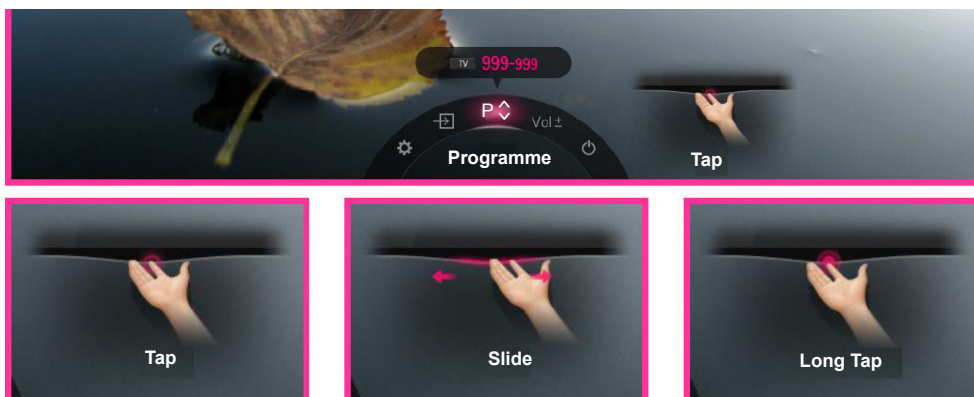 TV 999-999
P
Vol ±
Programme
Tap
Tap
Slide
Long Tap